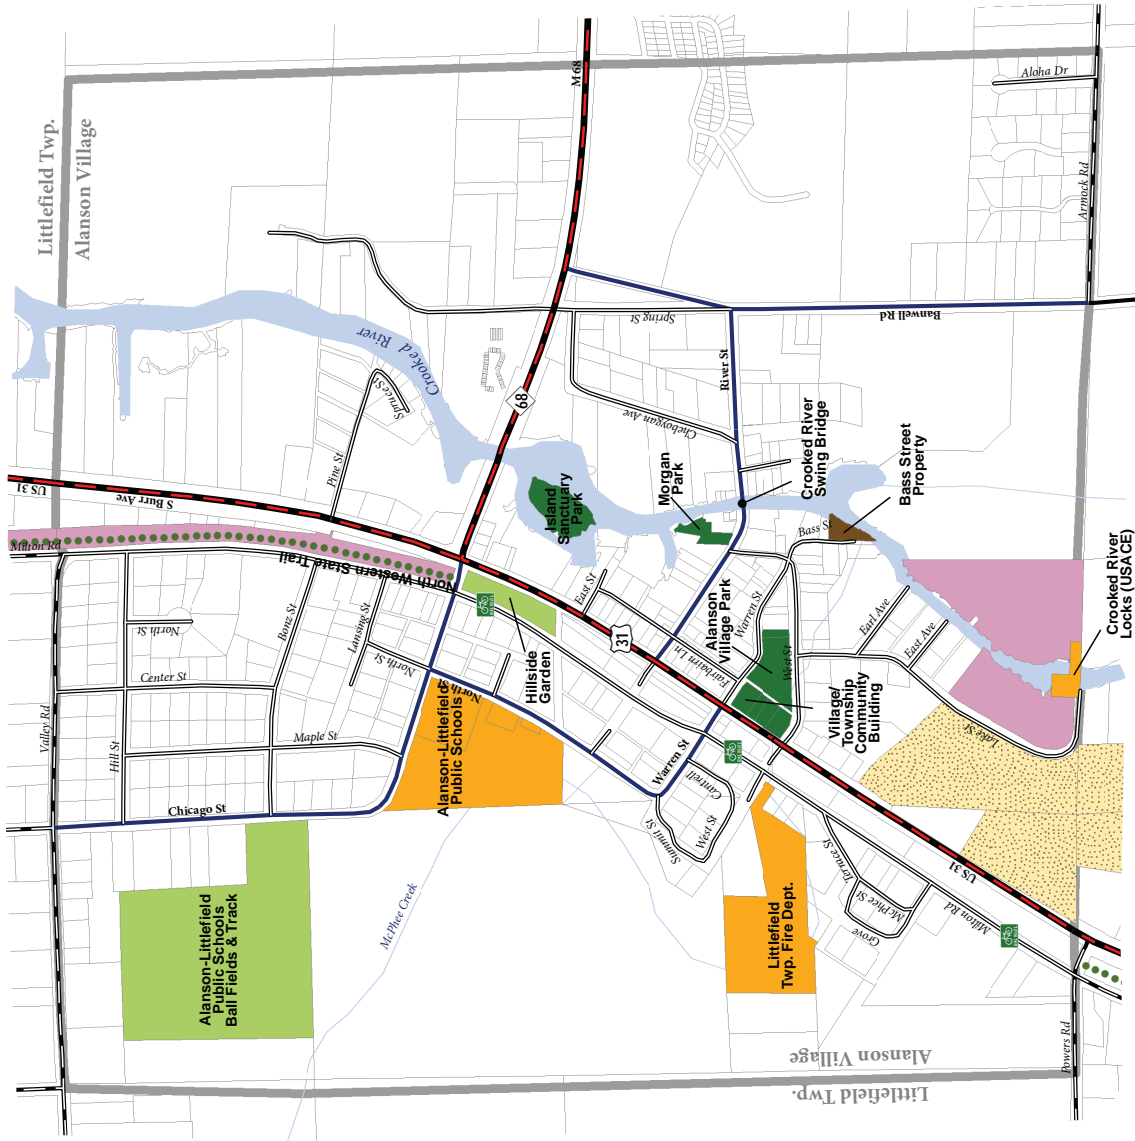 M 68
Aloha Dr
Littlefield Twp.
Alanson Village
Armock Rd
Crooked River
Spring St
Banwell Rd
River St
Spruce St
68
Cheboygan Ave
Pine St
US 31
S Burr Ave
Milton Rd
North Western State Trail
Island
Sanctuary
Park
Morgan
Park
Crooked River
Swing Bridge
Bass Street
Property
Bass St
Crooked River
Locks (USACE)
East St
31
Alanson
Village Park
Warren St
Earl Ave
East Ave
Fairbairn Ln
West St
North St
Bonz St
Lansing St
North St
North St
Center St
Hillside
Garden
Village/
Township
Community
Building
Lake St
Valley Rd
Hill St
Maple St
Chicago St
Alanson-Littlefield
Public Schools
Warren St
Cantrell
BIKE ROUTE
West St
Summit St
Alanson-Littlefield
Public Schools
Ball Fields & Track
McPhee Creek
Littlefield
Twp. Fire Dept.
Terrace St
McPhee St
Grove
Milton Rd
US 31
Powers Rd
Alanson Village
Littlefield Twp.